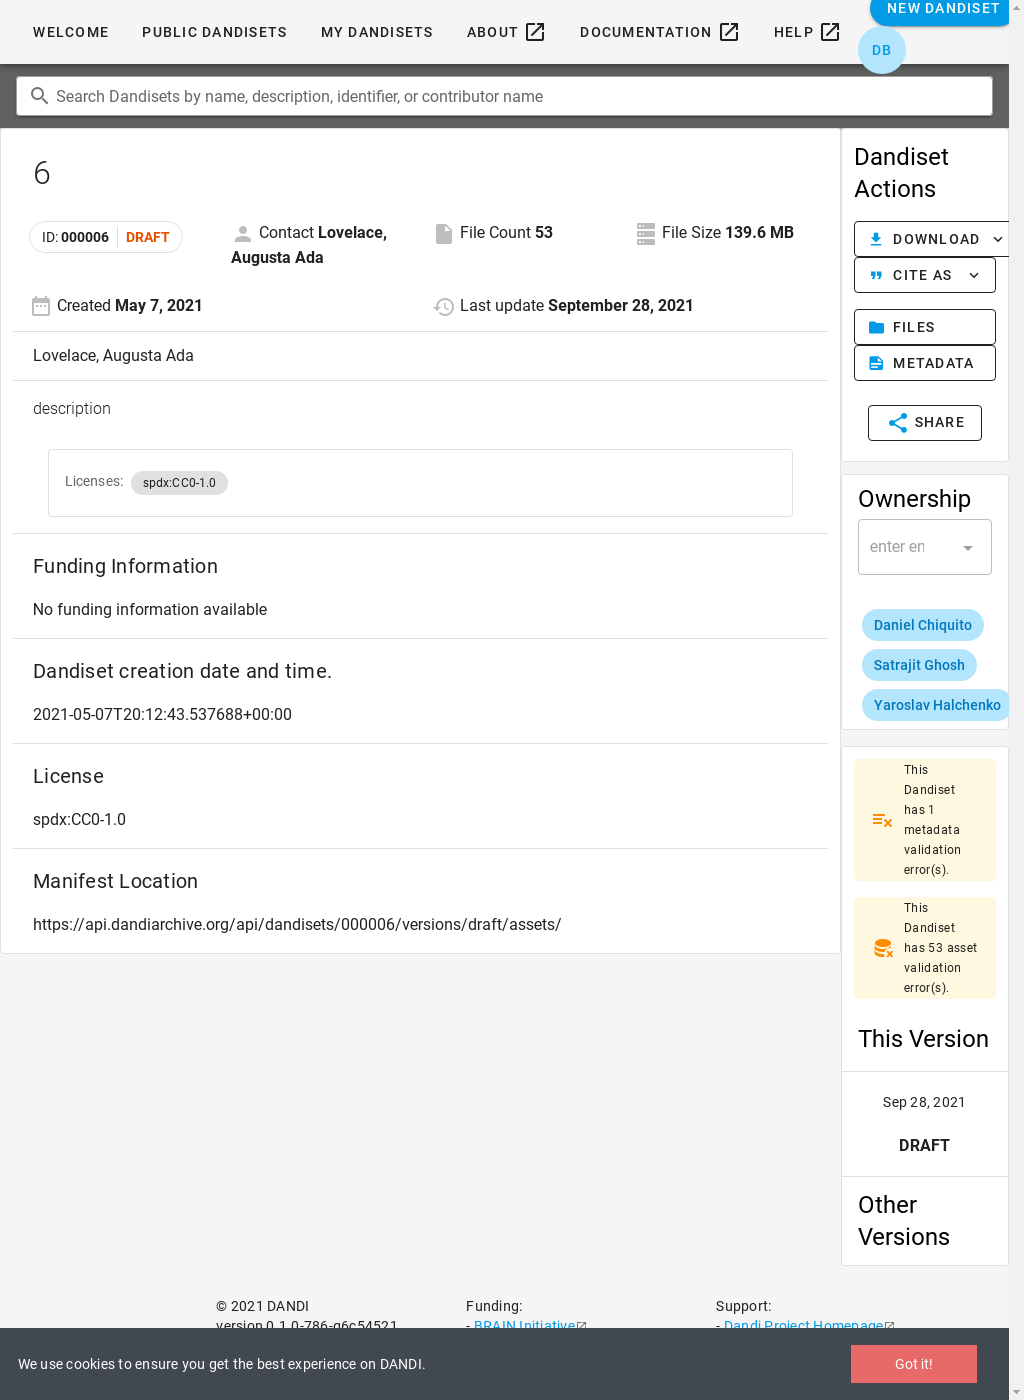 WELCOME PUBLIC DANDISETS MY DANDISETS ABOUT DOCUMENTATION HELP NEW DANDISET
DB
Search Dandisets by name, description, identifier, or contributor name
6
ID: 000006 DRAFT
Contact Lovelace, Augusta Ada
File Count 53
File Size 139.6 MB
Created May 7, 2021
Last update September 28, 2021
Lovelace, Augusta Ada
description
Licenses: spdx:CC0-1.0
Funding Information
No funding information available
Dandiset creation date and time.
2021-05-07T20:12:43.537688+00:00
License
spdx:CC0-1.0
Manifest Location
https://api.dandiarchive.org/api/dandisets/000006/versions/draft/assets/
Dandiset
Actions
DOWNLOAD
CITE AS
FILES
METADATA
SHARE
Ownership
enter en
Daniel Chiquito
Satrajit Ghosh
Yaroslav Halchenko
This
Dandiset
has 1
metadata
validation
error(s).
This
Dandiset
has 53 asset
validation
error(s).
This Version
Sep 28, 2021
DRAFT
Other
Versions
© 2021 DANDI
version 0.1.0-786-g6c54521
Funding:
- BRAIN Initiative
Support:
- Dandi Project Homepage
We use cookies to ensure you get the best experience on DANDI.
Got it!